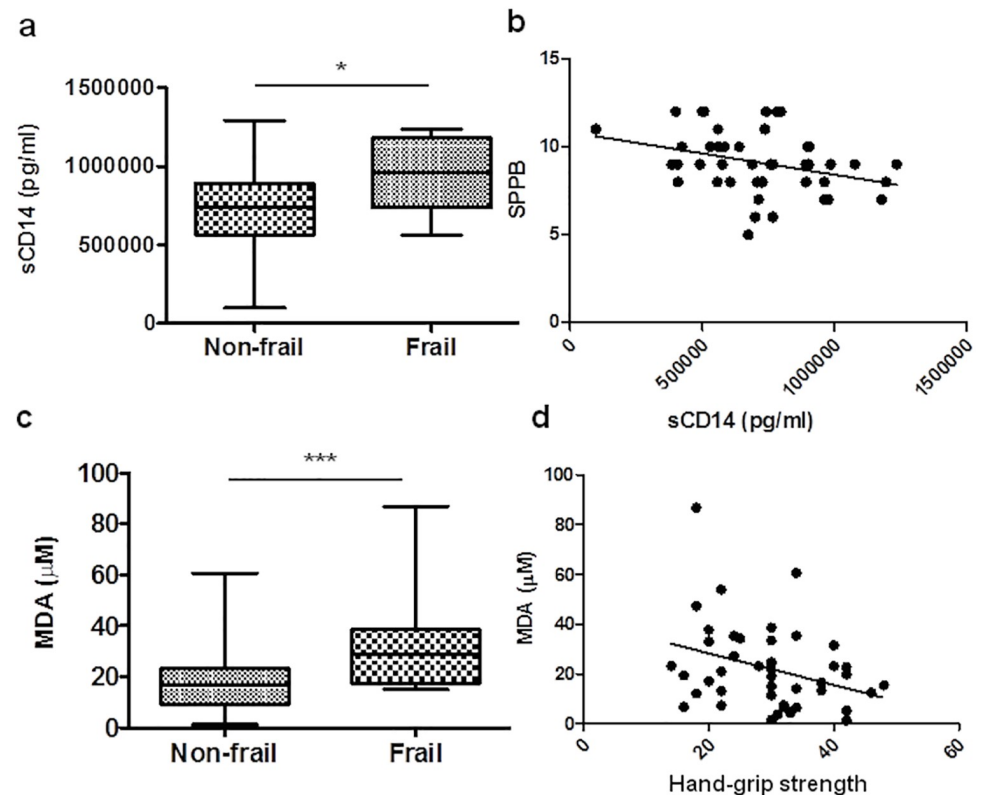 a
*
sCD14 (pg/ml)
1500000
1000000
500000
0
Non-frail Frail
b
SPPB
15
10
5
0
0 500000 1000000 1500000
sCD14 (pg/ml)
c
***
MDA (μM)
100
80
60
40
20
0
Non-frail Frail
d
MDA (μM)
100
80
60
40
20
0
0 20 40 60
Hand-grip strength